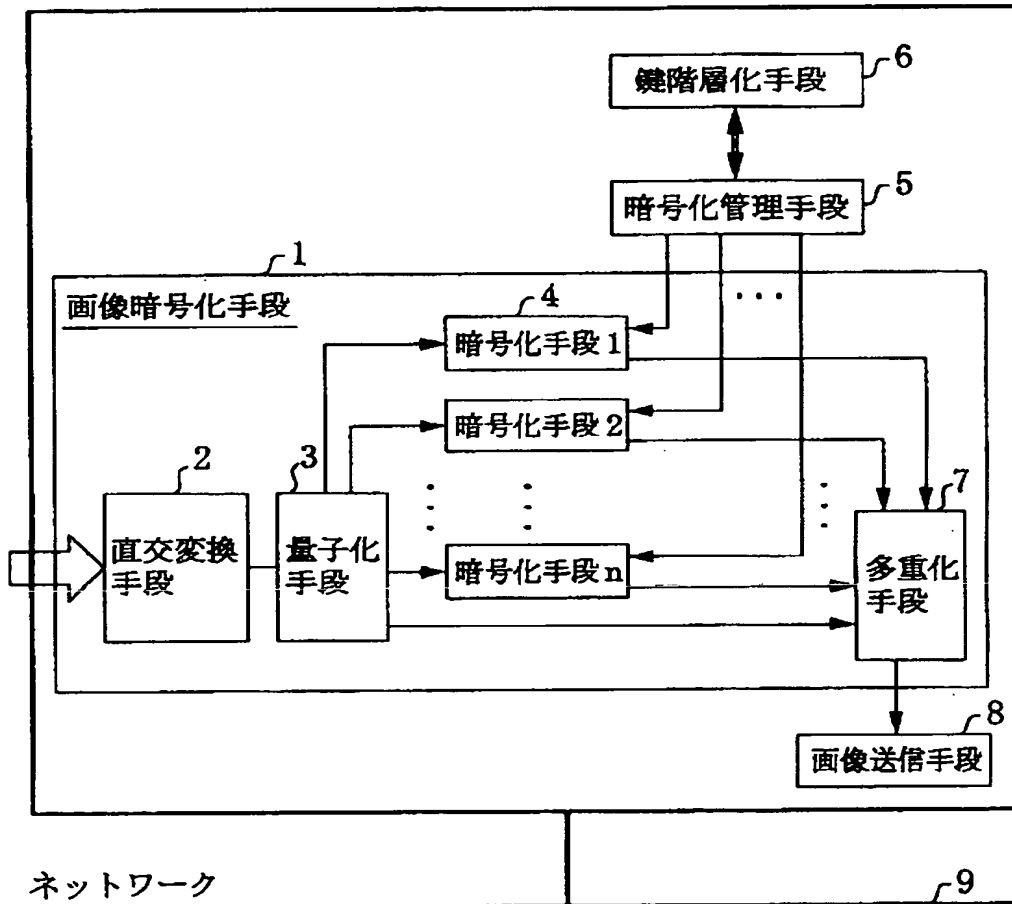 6
鍵階層化手段
5
暗号化管理手段
1
画像暗号化手段
...
4
暗号化手段1
暗号化手段2
2
3
7
直交変換
手段
量子化
手段
暗号化手段n
多重化
手段
8
画像送信手段
ネットワーク
9